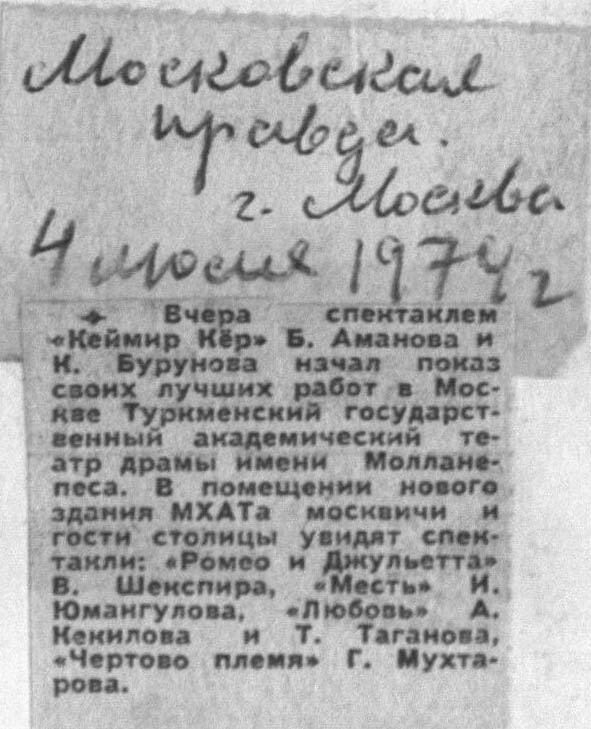 Московская
правда.
г. Москва
4 июля 1974 г
Вчера спектаклем
«Кеймир Кёр» Б. Аманова и
К. Бурунова начал показ
своих лучших работ в Мос-
кве Туркменский государст-
венный академический те-
атр драмы имени Молланe-
песа. В помещении нового
здания МХАТа москвичи и
гости столицы увидят спек-
такли: «Ромео и Джульетта»
В. Шекспира, «Месть» И.
Юмангулова, «Любовь» А.
Кекилова и Т. Таганова,
«Чертово племя» Г. Мухта-
рова.